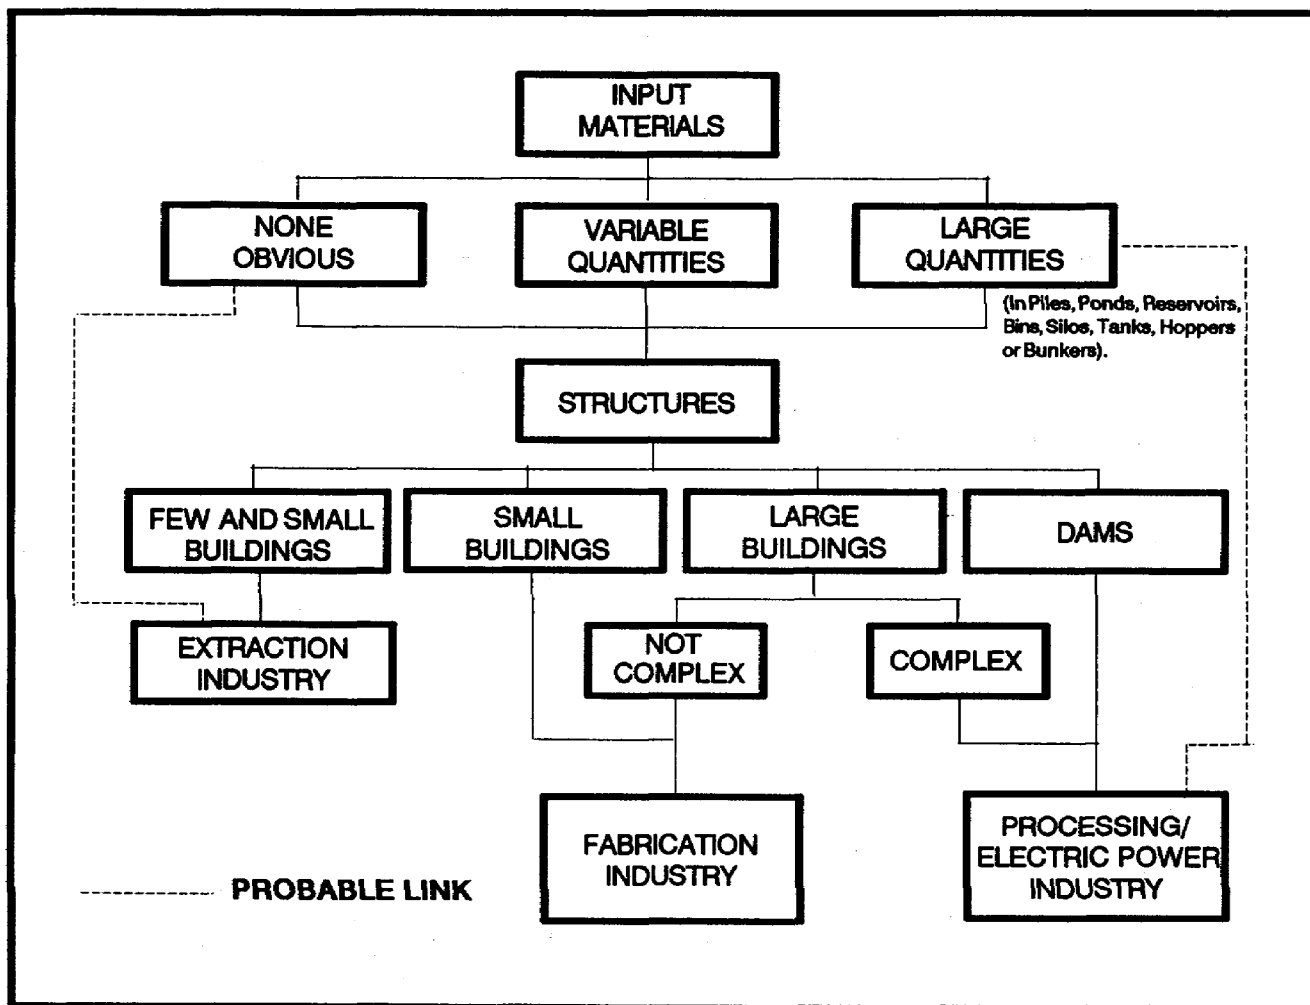 INPUT
MATERIALS
NONE
OBVIOUS
VARIABLE
QUANTITIES
LARGE
QUANTITIES
(In Piles, Ponds, Reservoirs,
Bins, Silos, Tanks, Hoppers
or Bunkers).
STRUCTURES
FEW AND SMALL
BUILDINGS
SMALL
BUILDINGS
LARGE
BUILDINGS
DAMS
EXTRACTION
INDUSTRY
NOT
COMPLEX
COMPLEX
FABRICATION
INDUSTRY
PROCESSING/
ELECTRIC POWER
INDUSTRY
PROBABLE LINK